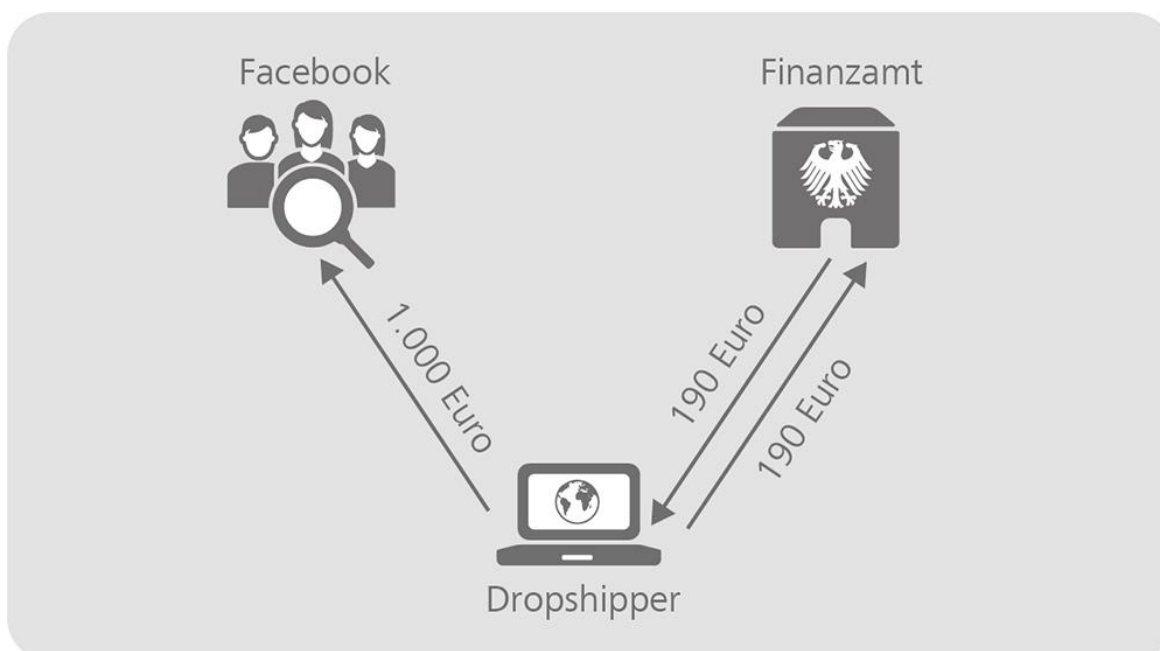 Facebook
Finanzamt
1.000 Euro
190 Euro
190 Euro
Dropshipper